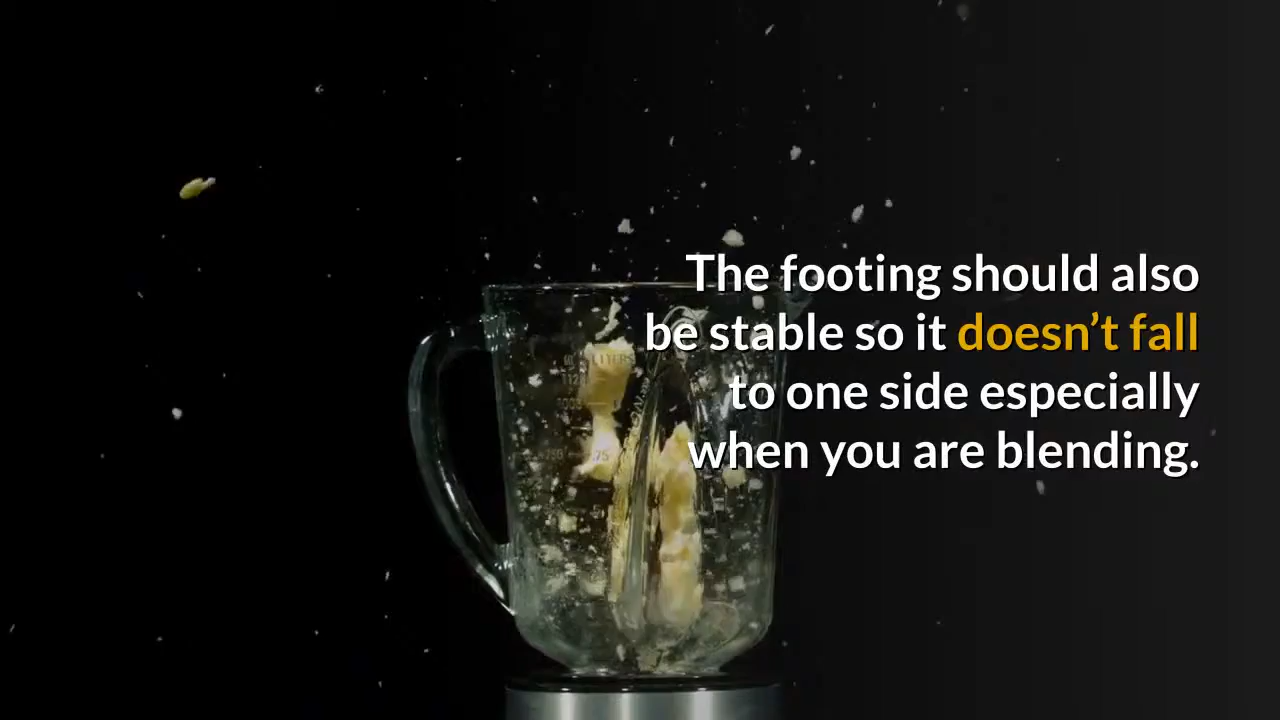 The footing should also
be stable so it doesn’t fall
to one side especially
when you are blending.